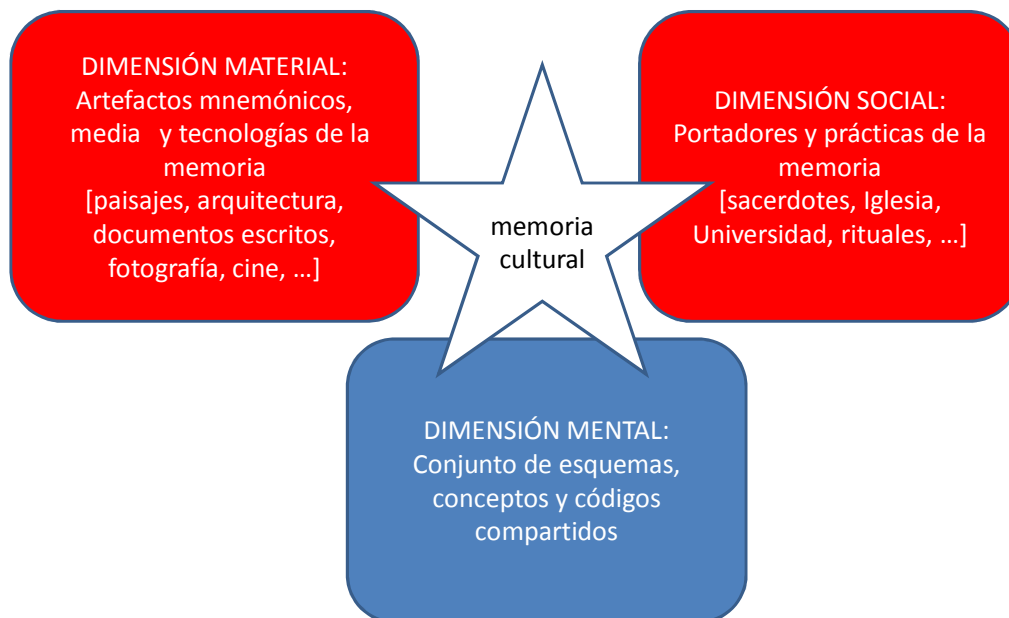 DIMENSIÓN MATERIAL:
Artefactos mnemónicos,
media y tecnologías de la
memoria
[paisajes, arquitectura,
documentos escritos,
fotografía, cine, …]
memoria
cultural
DIMENSIÓN SOCIAL:
Portadores y prácticas de la
memoria
[sacerdotes, Iglesia,
Universidad, rituales, …]
DIMENSIÓN MENTAL:
Conjunto de esquemas,
conceptos y códigos
compartidos